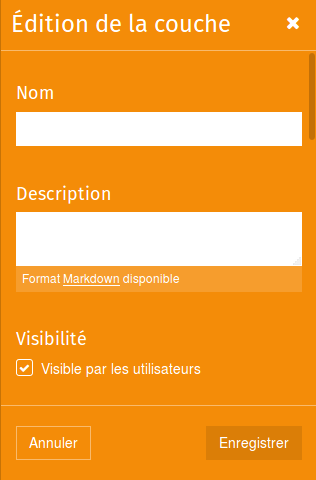 Édition de la couche
Nom
Description
Format Markdown disponible
Visibilité
Visible par les utilisateurs
Annuler
Enregistrer